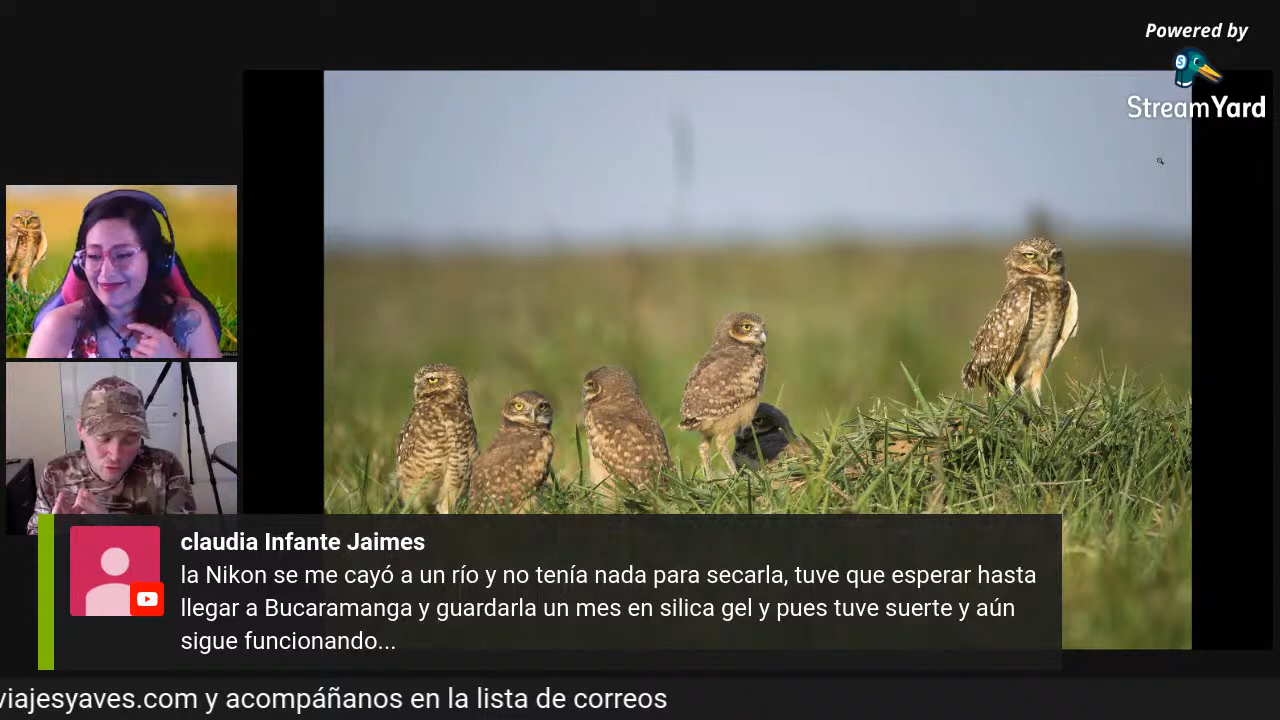 Powered by
StreamYard
claudia Infante Jaimes
la Nikon se me cayó a un río y no tenía nada para secarla, tuve que esperar hasta
llegar a Bucaramanga y guardarla un mes en silica gel y pues tuve suerte y aún
sigue funcionando...
viajesyaves.com y acompáñanos en la lista de correos